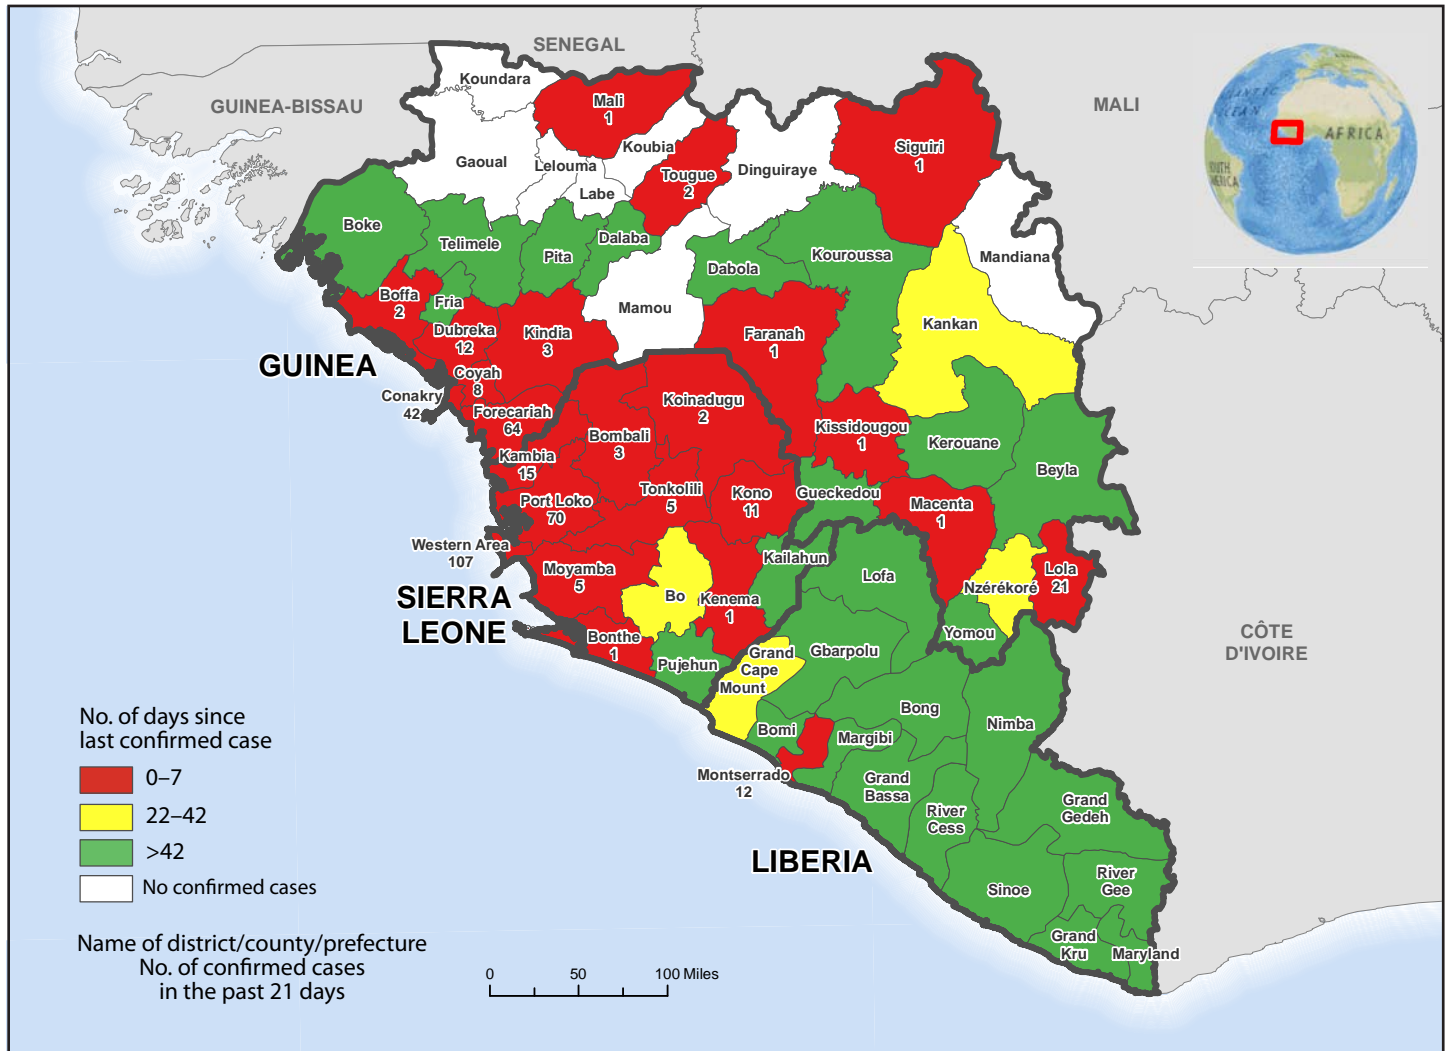 SENEGAL
GUINEA-BISSAU
MALI
CÔTE
D'IVOIRE
Koundara
Mali
1
Gaoual
Lelouma
Koubia
Labe
Tougue
2
Dinguiraye
Siguiri
1
Boke
Telimele
Pita
Dalaba
Dabola
Kouroussa
Mandiana
Boffa
2
Fria
Dubreka
12
Kindia
3
Mamou
Faranah
1
Kankan
GUINEA
Coyah
8
Conakry
42
Forecariah
64
Koinadugu
2
Kissidougou
1
Kerouane
Beyla
Bombali
3
Kambia
15
Port Loko
70
Tonkolili
5
Kono
11
Gueckedou
Macenta
1
Western Area
107
Kailahun
Lofa
Nzérékoré
Lola
21
Moyamba
5
Bo
Kenema
1
Yomou
SIERRA
LEONE
Bonthe
1
Pujehun
Grand
Cape
Mount
Gbarpolu
Bong
Nimba
Bomi
Margibi
Montserrado
12
Grand
Bassa
River
Cess
Grand
Gedeh
LIBERIA
Sinoe
River
Gee
Grand
Kru
Maryland
AFRICA
No. of days since
last confirmed case
0–7
22–42
>42
No confirmed cases
Name of district/county/prefecture
No. of confirmed cases
in the past 21 days
0 50 100 Miles